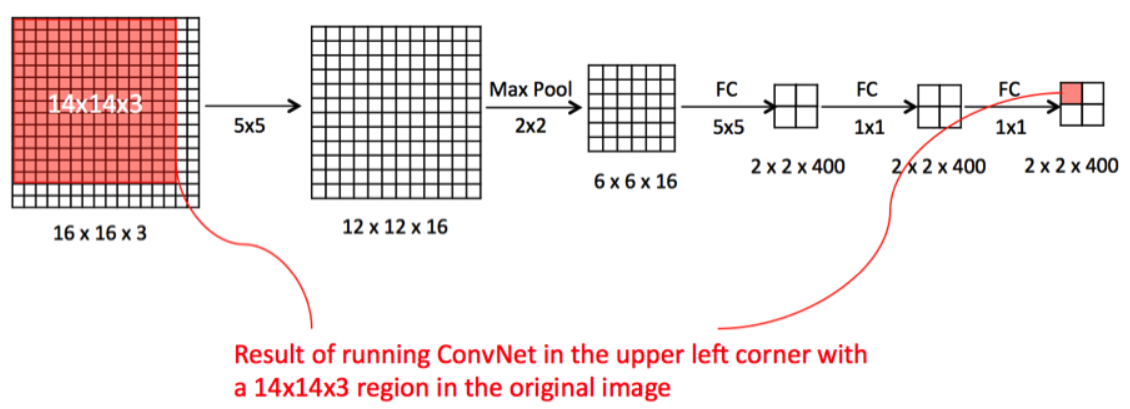 14x14x3
16 x 16 x 3
5x5
12 x 12 x 16
Max Pool
2x2
6 x 6 x 16
FC
5x5
2 x 2 x 400
FC
1x1
2 x 2 x 400
FC
1x1
2 x 2 x 400
Result of running ConvNet in the upper left corner with
a 14x14x3 region in the original image